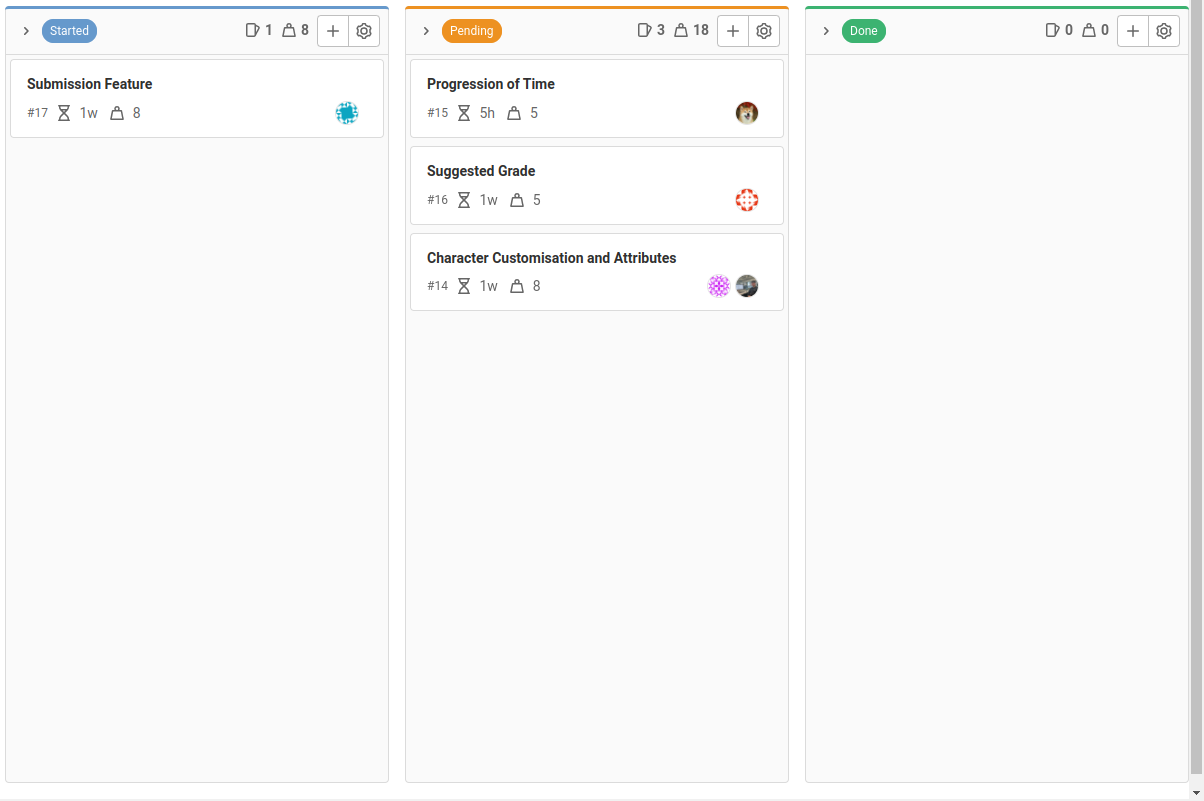 Started 1 8
Submission Feature
#17 1w 8
Pending 3 18
Progression of Time
#15 5h 5
Suggested Grade
#16 1w 5
Character Customisation and Attributes
#14 1w 8
Done 0 0